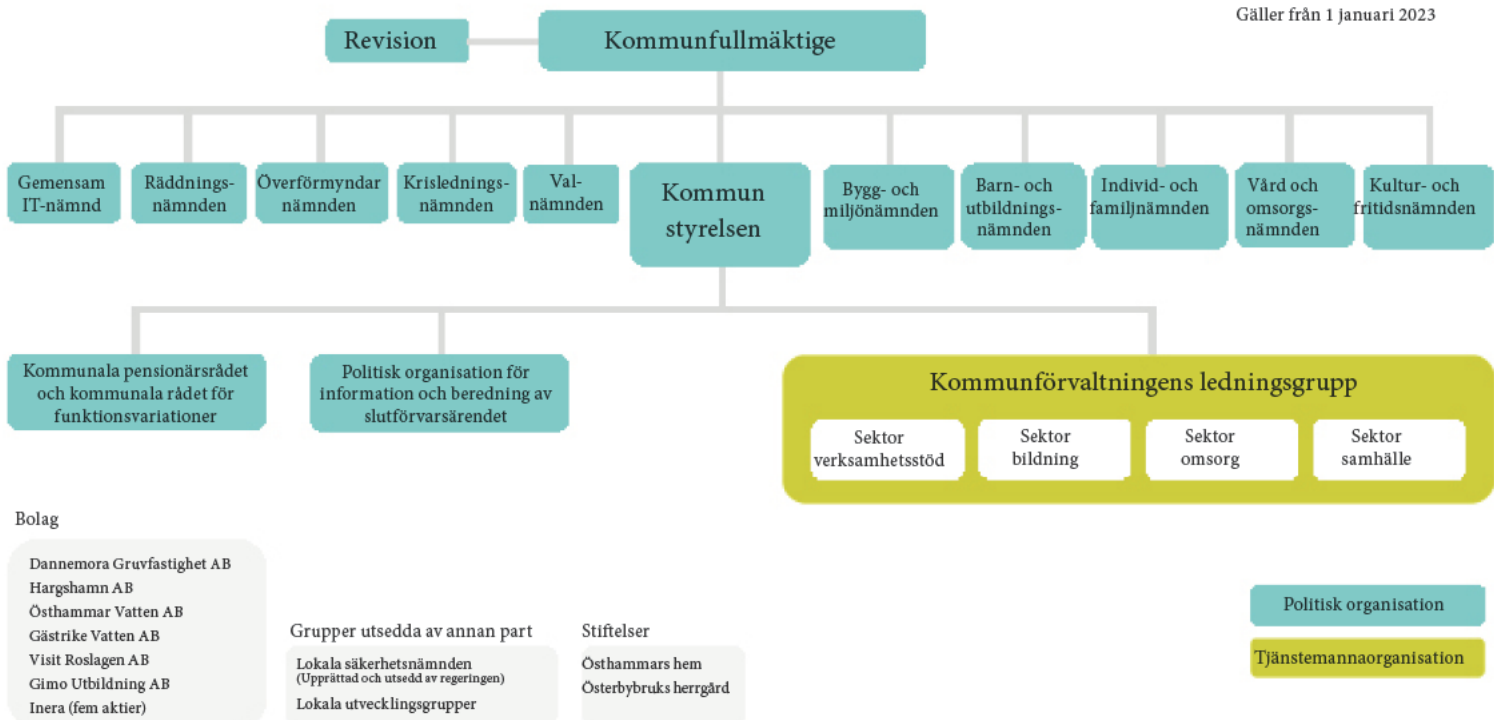 Gäller från 1 januari 2023
Revision
Kommunfullmäktige
Gemensam
IT-nämnd
Räddnings-
nämnden
Överförmyndar
nämnden
Krislednings-
nämnden
Val-
nämnden
Kommun
styrelsen
Bygg- och
miljönämnden
Barn- och
utbildnings-
nämnden
Individ- och
familjnämnden
Vård och
omsorgs-
nämnden
Kultur- och
fritidsnämnden
Kommunala pensionärsrådet
och kommunala rådet för
funktionsvariationer
Politisk organisation för
information och beredning av
slutförvarsärendet
Kommunförvaltningens ledningsgrupp
Sektor
verksamhetsstöd
Sektor
bildning
Sektor
omsorg
Sektor
samhälle
Bolag
Dannemora Gruvfastighet AB
Hargshamn AB
Östhammar Vatten AB
Gästrike Vatten AB
Visit Roslagen AB
Gimo Utbildning AB
Inera (fem aktier)
Grupper utsedda av annan part
Lokala säkerhetsnämnden
(Upprättad och utsedd av regeringen)
Lokala utvecklingsgrupper
Stiftelser
Östhammars hem
Österbybruks herrgård
Politisk organisation
Tjänstemannaorganisation